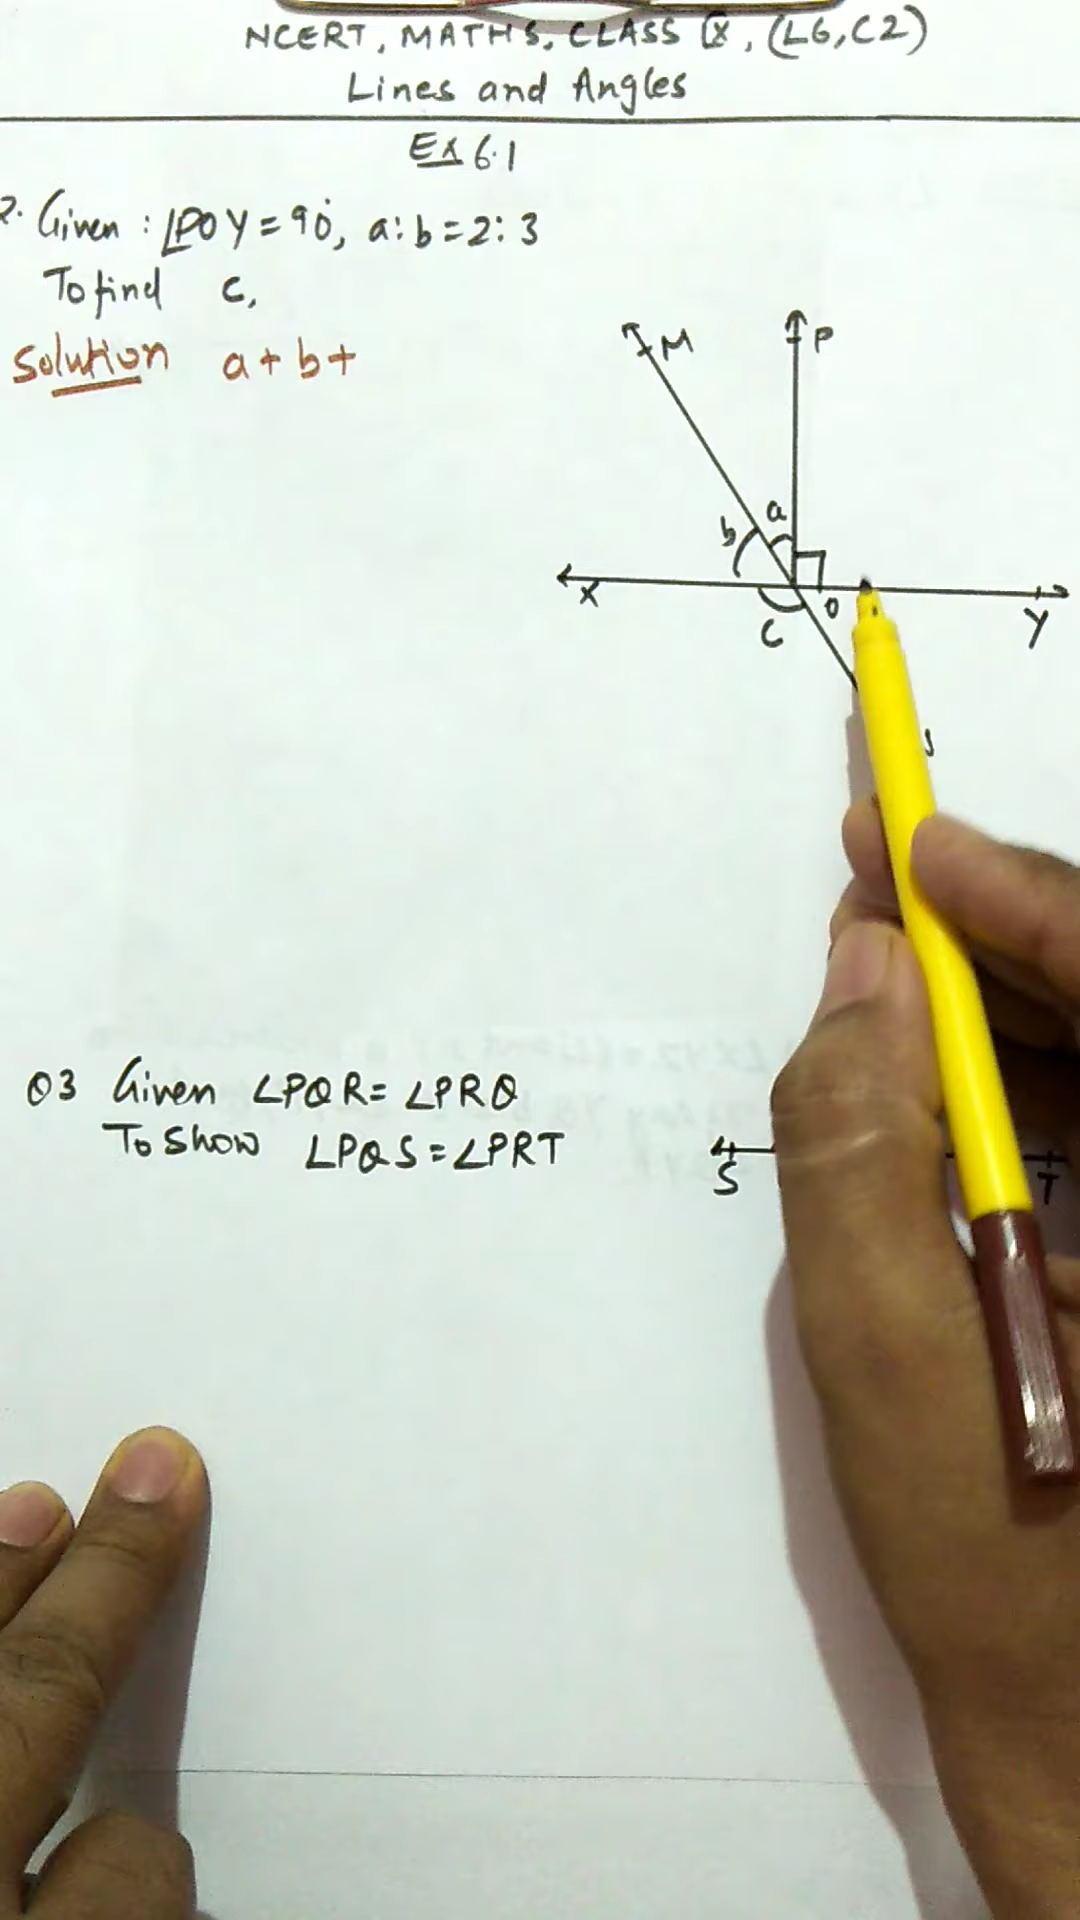 NCERT, MATHS, CLASS IX, (L6, C2)
Lines and Angles
Ex 6.1
2. Given : ∠POY = 90°, a:b = 2:3
To find c,
Solution a + b +
M
P
a
b
X
O
C
Y
Q3 Given ∠PQR = ∠PRQ
To Show ∠PQS = ∠PRT
S
T